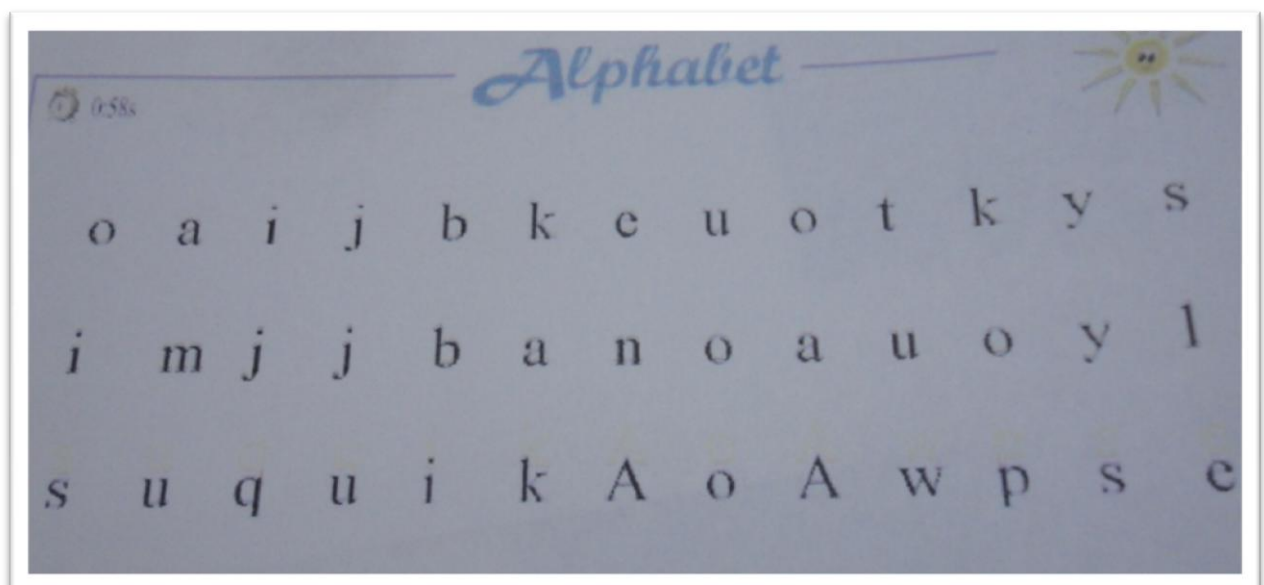 Alphabet
0:58s
o a i j b k e u o t k y s
i m j j b a n o a u o y l
s u q u i k A o A w p s e